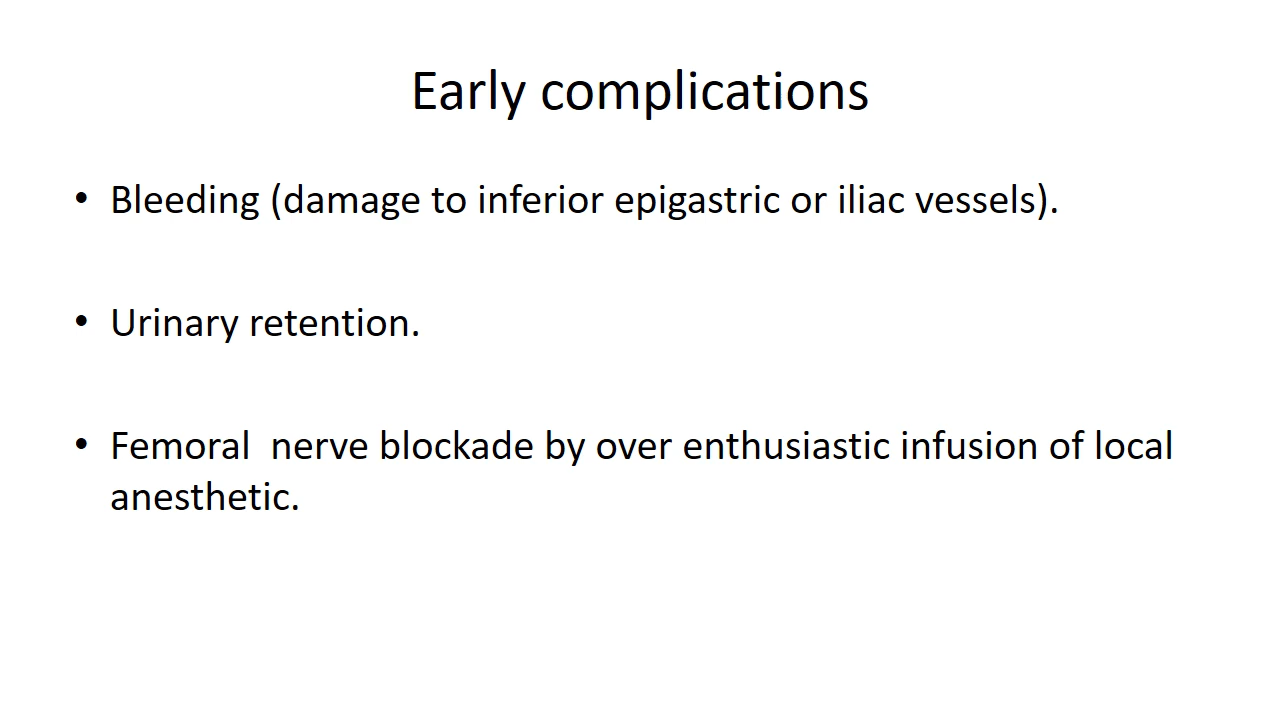 Early complications
• Bleeding (damage to inferior epigastric or iliac vessels).
• Urinary retention.
• Femoral  nerve blockade by over enthusiastic infusion of local
anesthetic.